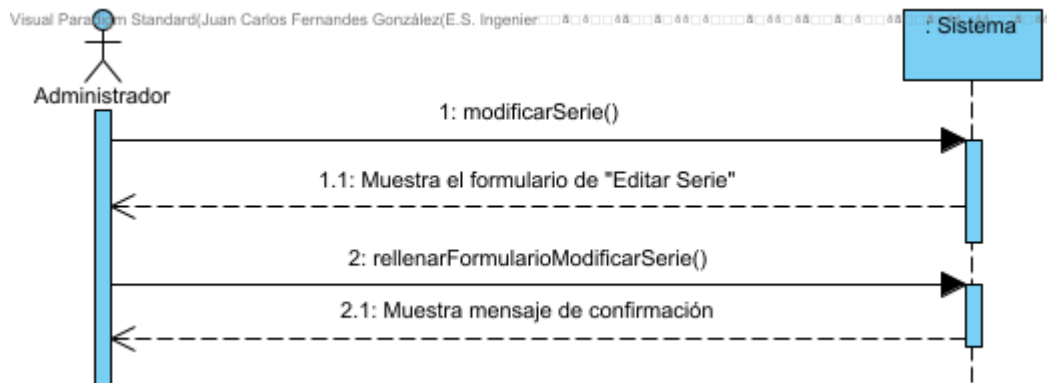 Visual Paradigm Standard(Juan Carlos Fernandes González(E.S. Ingenier
: Sistema
Administrador
1: modificarSerie()
1.1: Muestra el formulario de "Editar Serie"
2: rellenarFormularioModificarSerie()
2.1: Muestra mensaje de confirmación